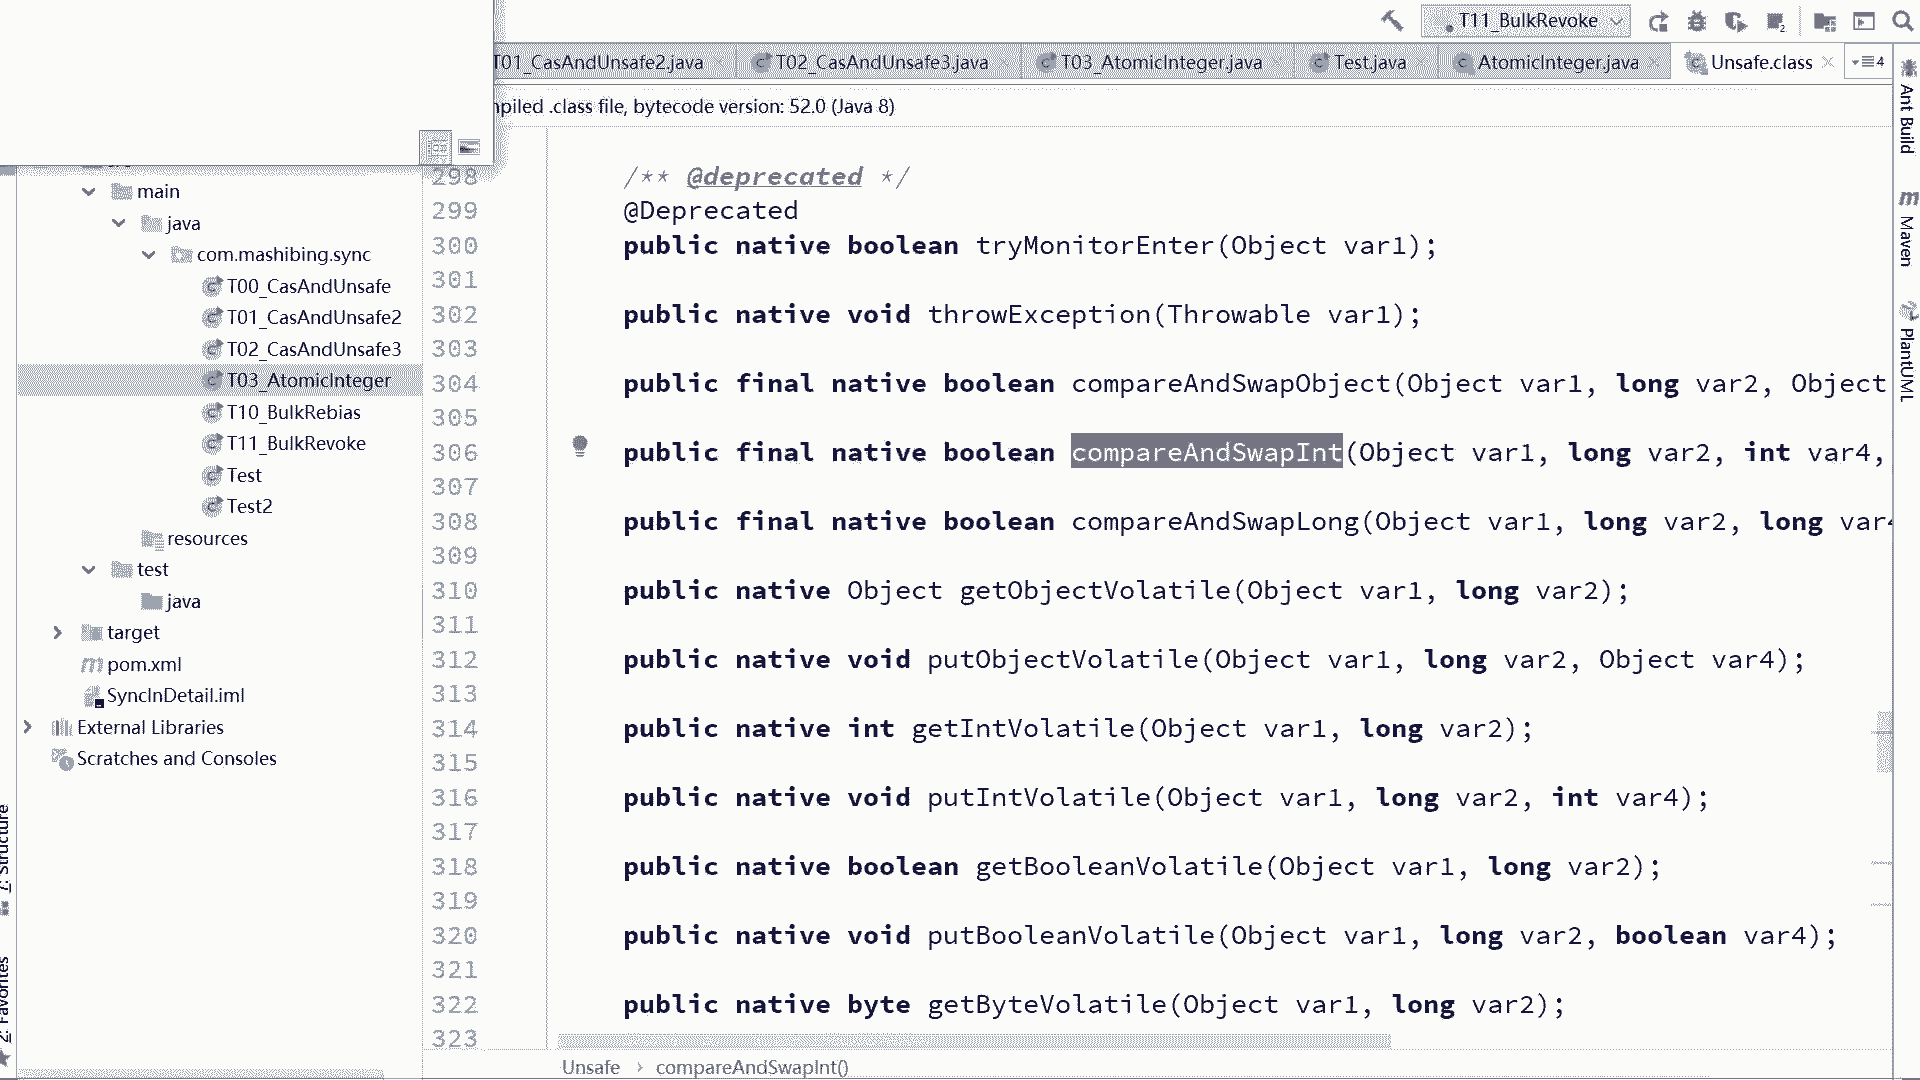 T11_BulkRevoke
T01_CasAndUnsafe2.java
T02_CasAndUnsafe3.java
T03_AtomicInteger.java
Test.java
AtomicInteger.java
Unsafe.class
4
piled .class file, bytecode version: 52.0 (Java 8)
main
java
com.mashibing.sync
T00_CasAndUnsafe
T01_CasAndUnsafe2
T02_CasAndUnsafe3
T03_AtomicInteger
T10_BulkRebias
T11_BulkRevoke
Test
Test2
resources
test
java
target
pom.xml
SyncInDetail.iml
External Libraries
Scratches and Consoles
298 /** @deprecated */
299 @Deprecated
300 public native boolean tryMonitorEnter(Object var1);
301
302 public native void throwException(Throwable var1);
303
304 public final native boolean compareAndSwapObject(Object var1, long var2, Object
305
306 public final native boolean compareAndSwapInt(Object var1, long var2, int var4,
307
308 public final native boolean compareAndSwapLong(Object var1, long var2, long var4
309
310 public native Object getObjectVolatile(Object var1, long var2);
311
312 public native void putObjectVolatile(Object var1, long var2, Object var4);
313
314 public native int getIntVolatile(Object var1, long var2);
315
316 public native void putIntVolatile(Object var1, long var2, int var4);
317
318 public native boolean getBooleanVolatile(Object var1, long var2);
319
320 public native void putBooleanVolatile(Object var1, long var2, boolean var4);
321
322 public native byte getByteVolatile(Object var1, long var2);
323
Unsafe › compareAndSwapInt()
Ant Build
Maven
PlantUML
7: Structure
2: Favorites